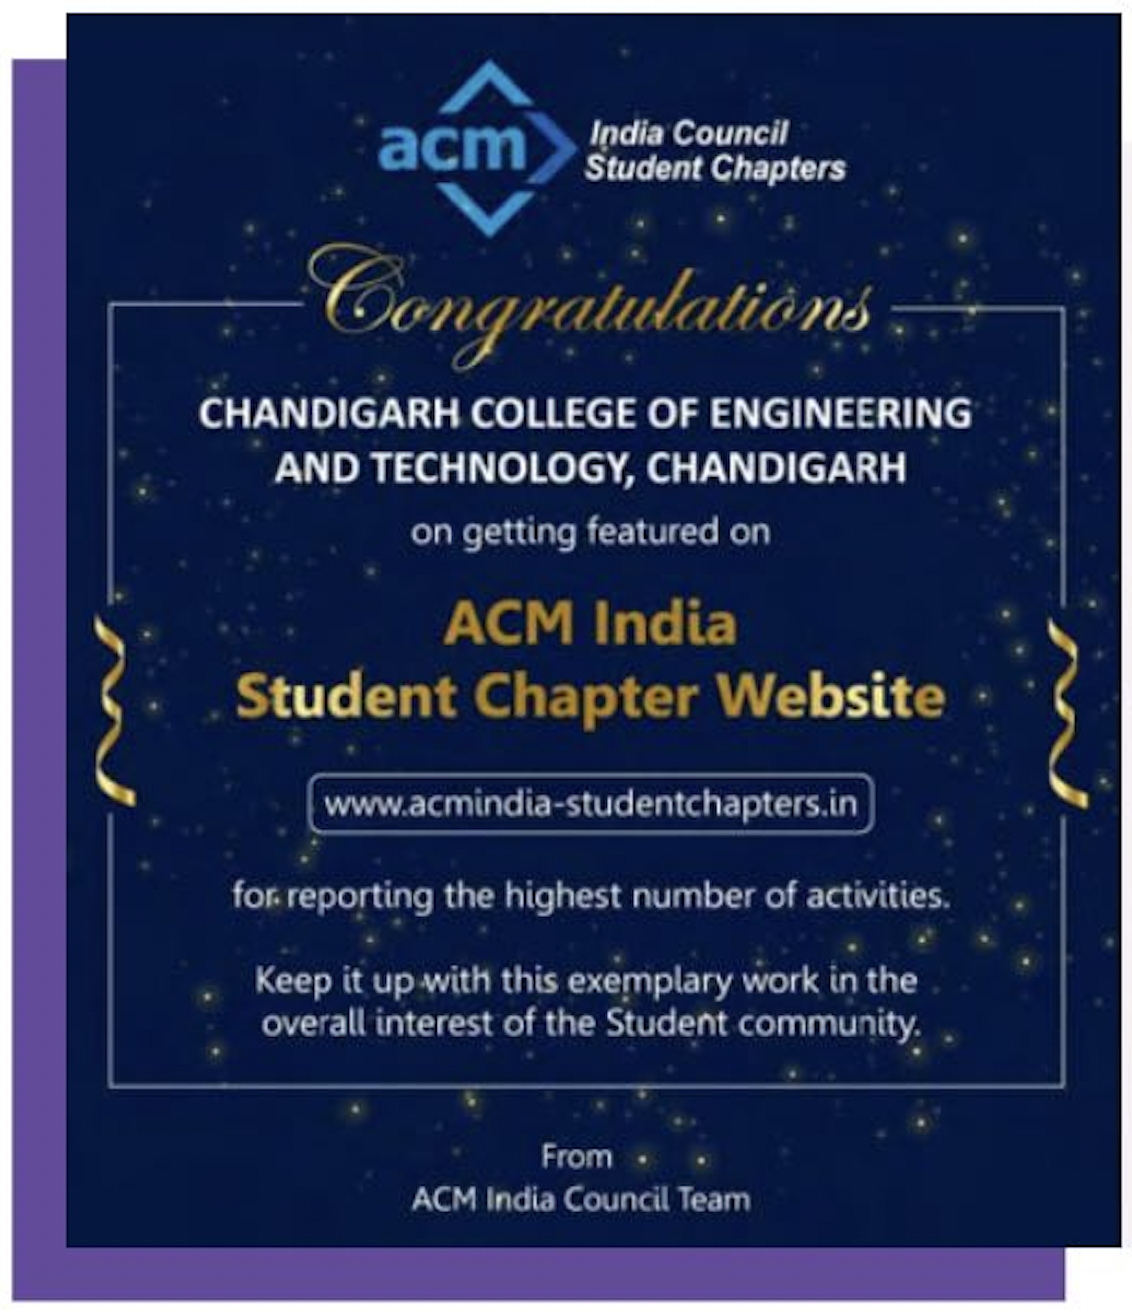 acm
India Council
Student Chapters
Congratulations
CHANDIGARH COLLEGE OF ENGINEERING
AND TECHNOLOGY, CHANDIGARH
on getting featured on
ACM India
Student Chapter Website
www.acmindia-studentchapters.in
for reporting the highest number of activities.
Keep it up with this exemplary work in the
overall interest of the Student community.
From
ACM India Council Team